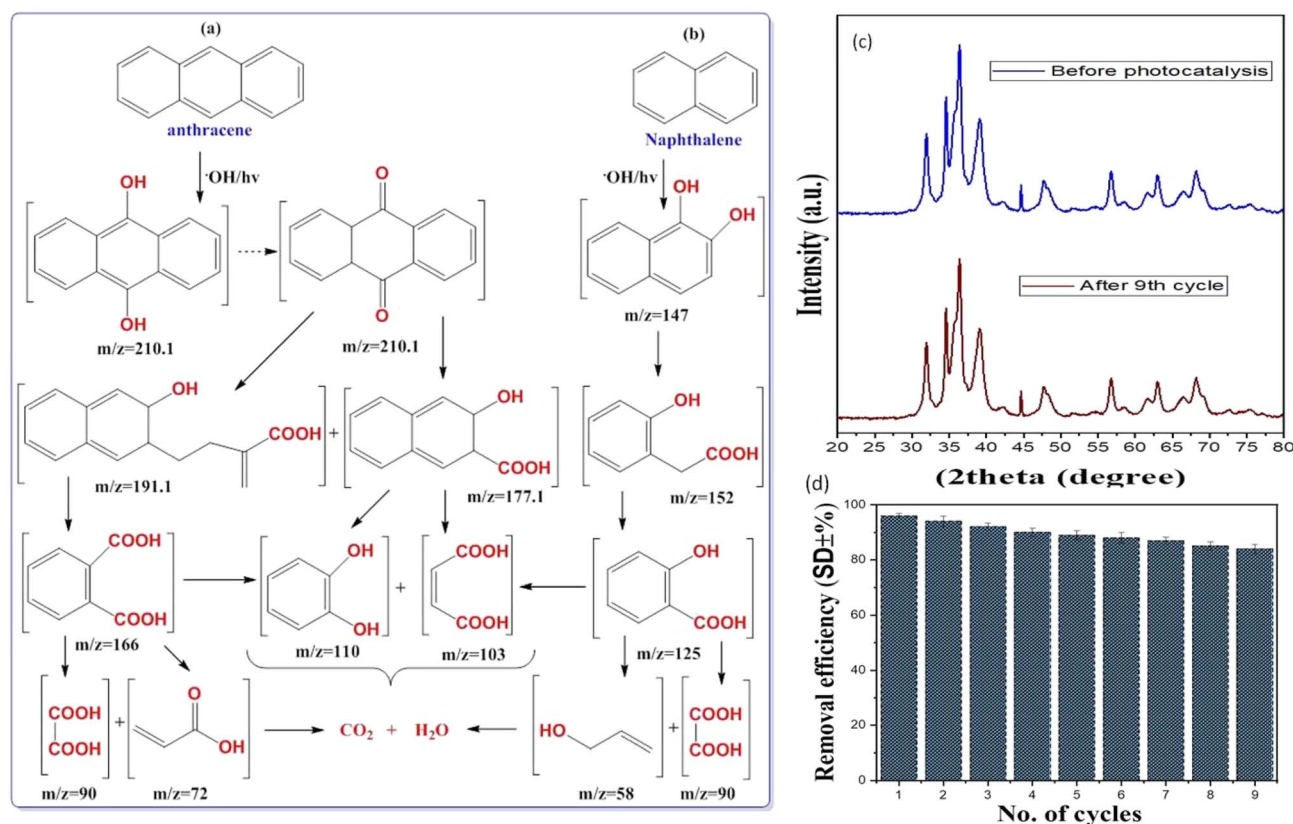 (a)
anthracene
·OH/hv
OH
OH
m/z=210.1
O
O
m/z=210.1
OH
COOH
m/z=191.1
+
OH
COOH
m/z=177.1
COOH
COOH
m/z=166
OH
OH
m/z=110
+
COOH
COOH
m/z=103
COOH
COOH
m/z=90
+
O
OH
m/z=72
CO2 + H2O
(b)
Naphthalene
·OH/hv
OH
OH
m/z=147
OH
COOH
m/z=152
OH
COOH
m/z=125
HO
m/z=58
+
COOH
COOH
m/z=90
(c)
Before photocatalysis
After 9th cycle
Intensity (a.u.)
20 25 30 35 40 45 50 55 60 65 70 75 80
(2theta (degree)
(d)
Removal efficiency (SD±%)
100
80
60
40
20
0
1 2 3 4 5 6 7 8 9
No. of cycles